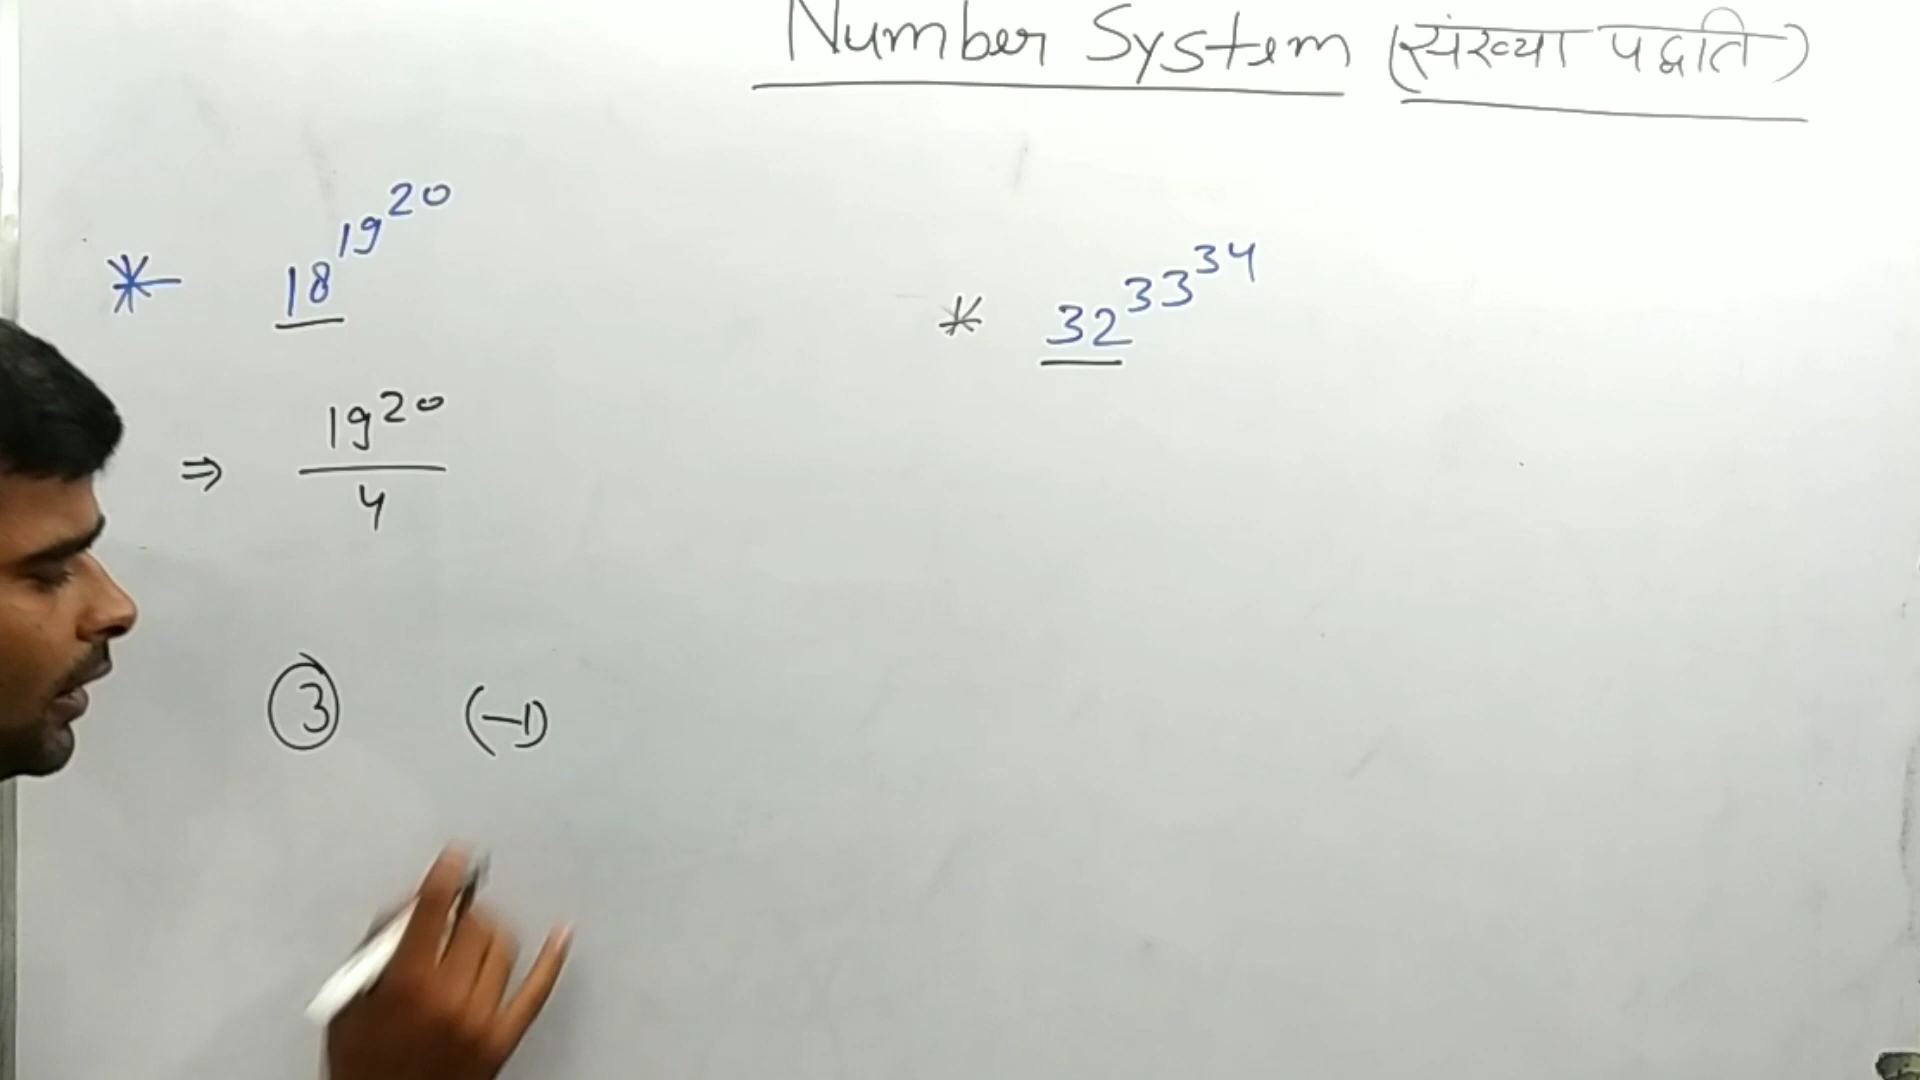 Number System (संख्या पद्धति)
* 18^19^20
* 32^33^34
⇒ 19^20 / 4
3 (-1)